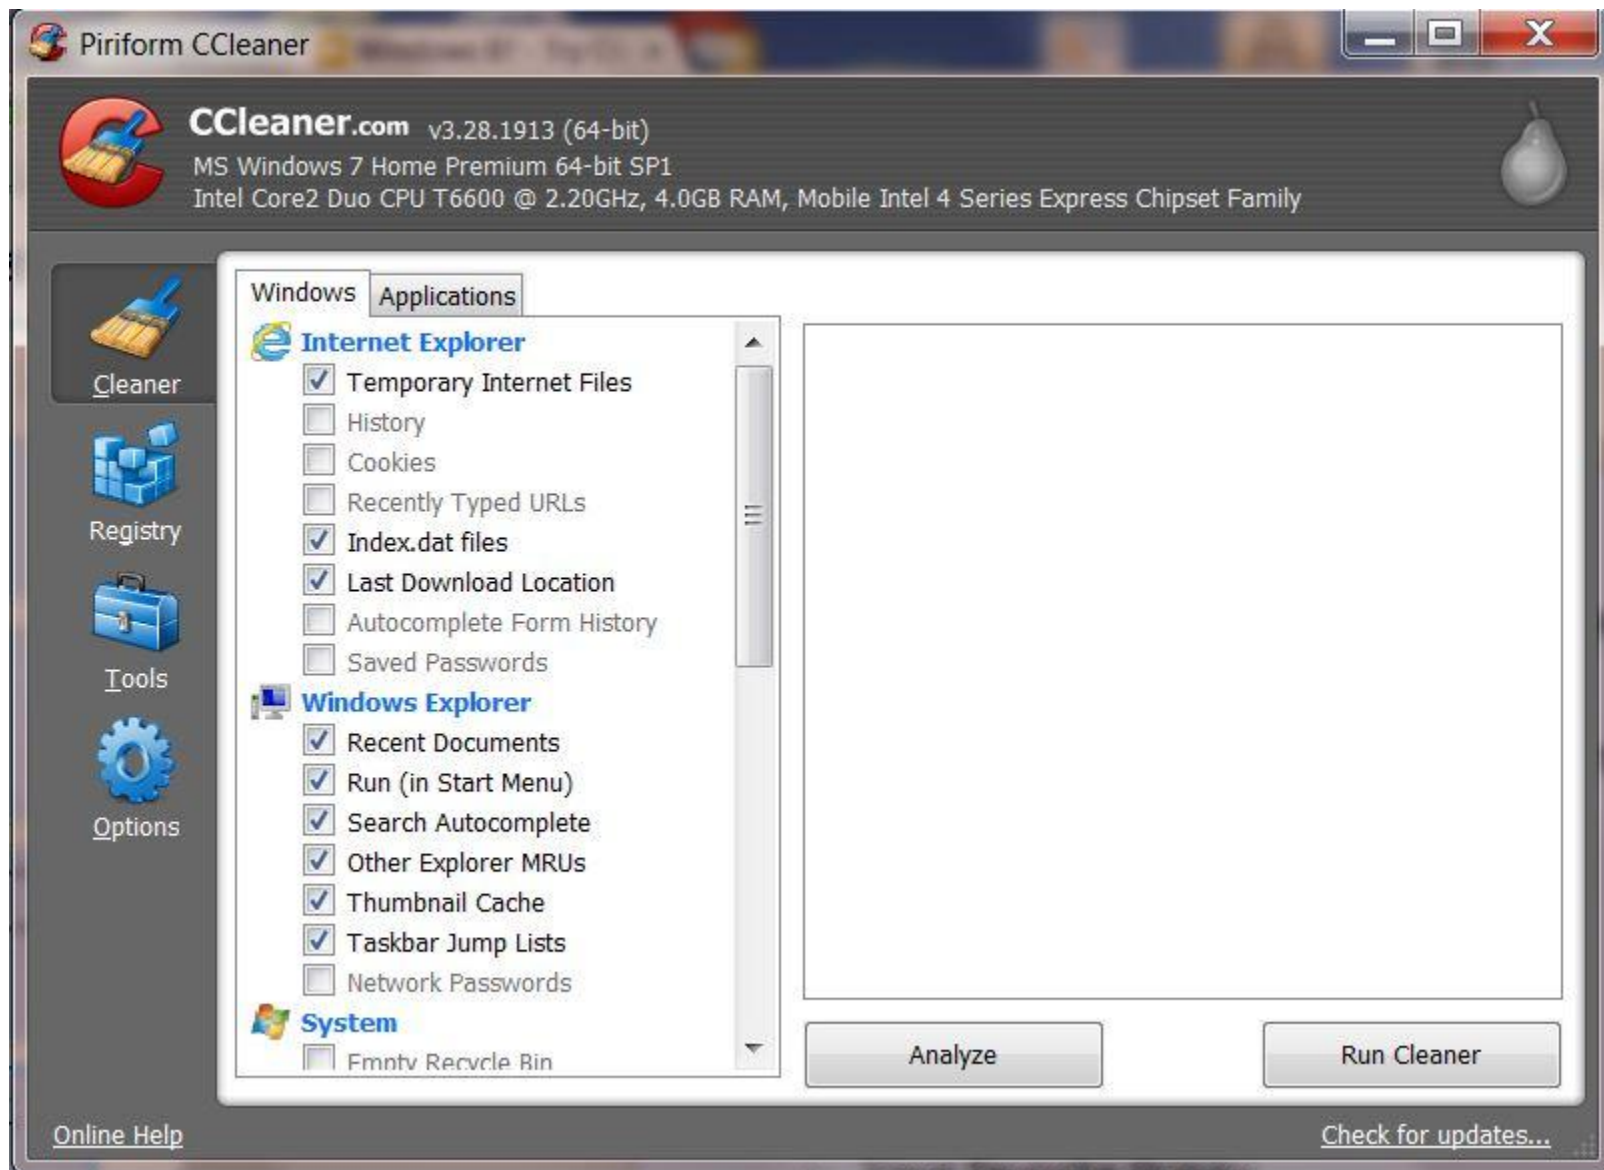 Piriform CCleaner
CCleaner.com v3.28.1913 (64-bit)
MS Windows 7 Home Premium 64-bit SP1
Intel Core2 Duo CPU T6600 @ 2.20GHz, 4.0GB RAM, Mobile Intel 4 Series Express Chipset Family
Cleaner
Registry
Tools
Options
Windows
Applications
Internet Explorer
Temporary Internet Files
History
Cookies
Recently Typed URLs
Index.dat files
Last Download Location
Autocomplete Form History
Saved Passwords
Windows Explorer
Recent Documents
Run (in Start Menu)
Search Autocomplete
Other Explorer MRUs
Thumbnail Cache
Taskbar Jump Lists
Network Passwords
System
Empty Recycle Bin
Analyze
Run Cleaner
Online Help
Check for updates...